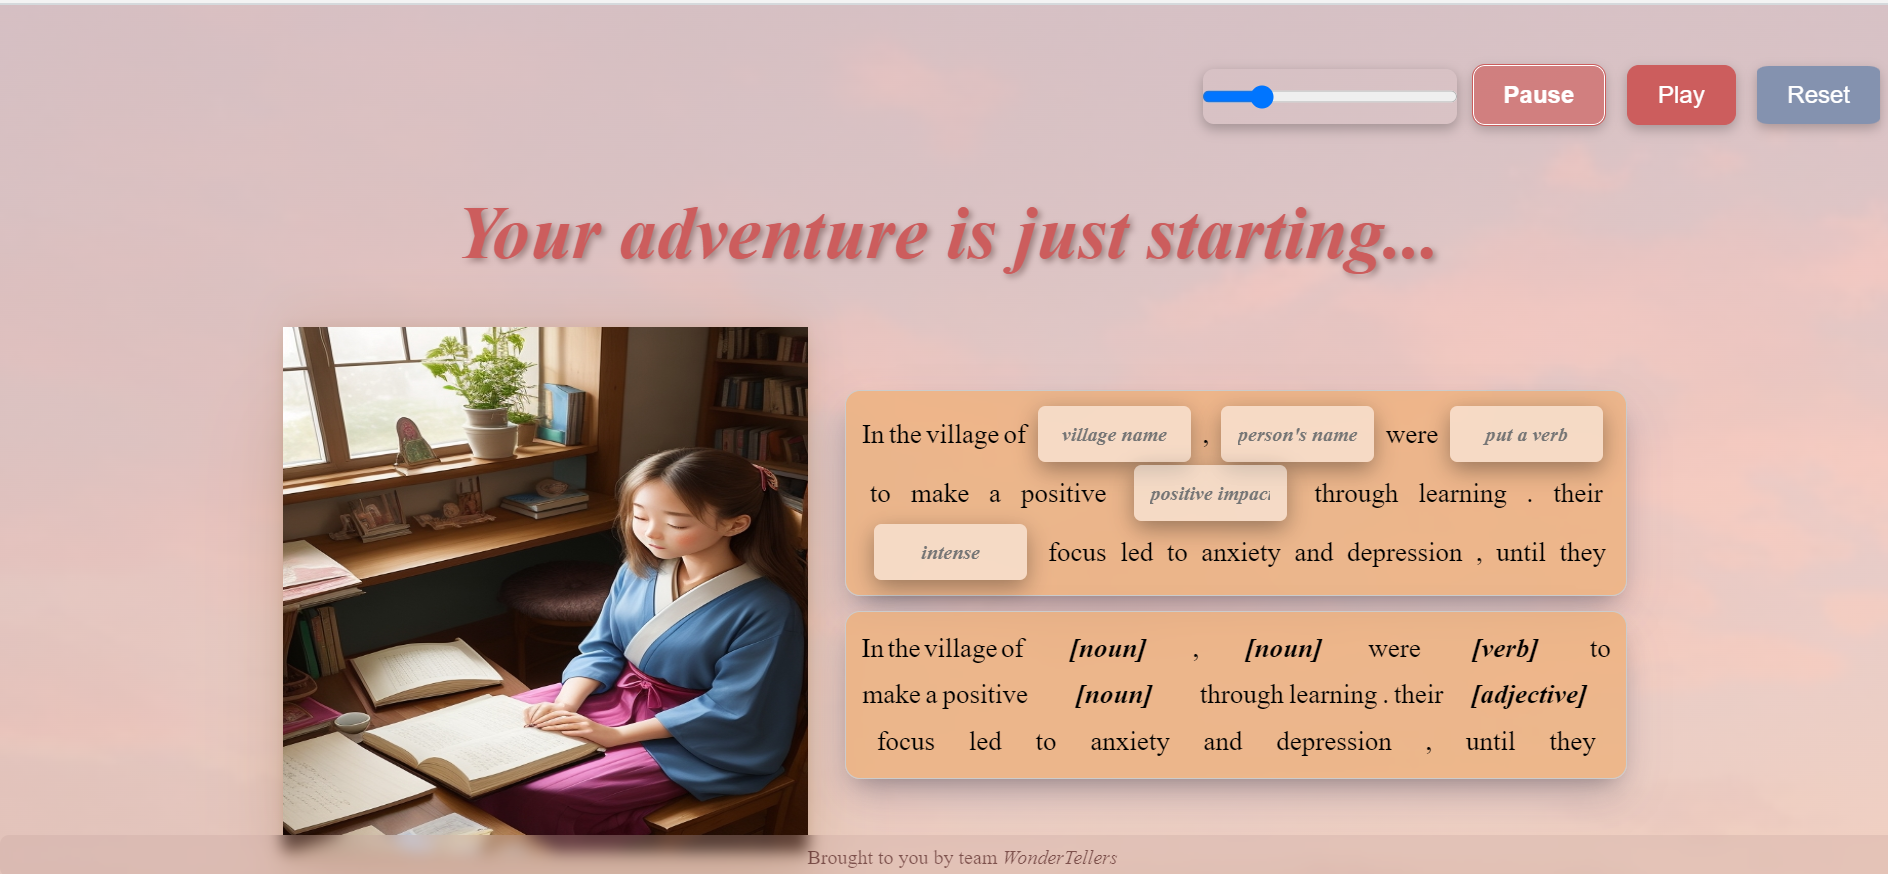 Pause Play Reset
Your adventure is just starting...
In the village of village name , person's name were put a verb
to make a positive positive impac through learning . their
intense focus led to anxiety and depression , until they
In the village of [noun] , [noun] were [verb] to
make a positive [noun] through learning . their [adjective]
focus led to anxiety and depression , until they
Brought to you by team WonderTellers